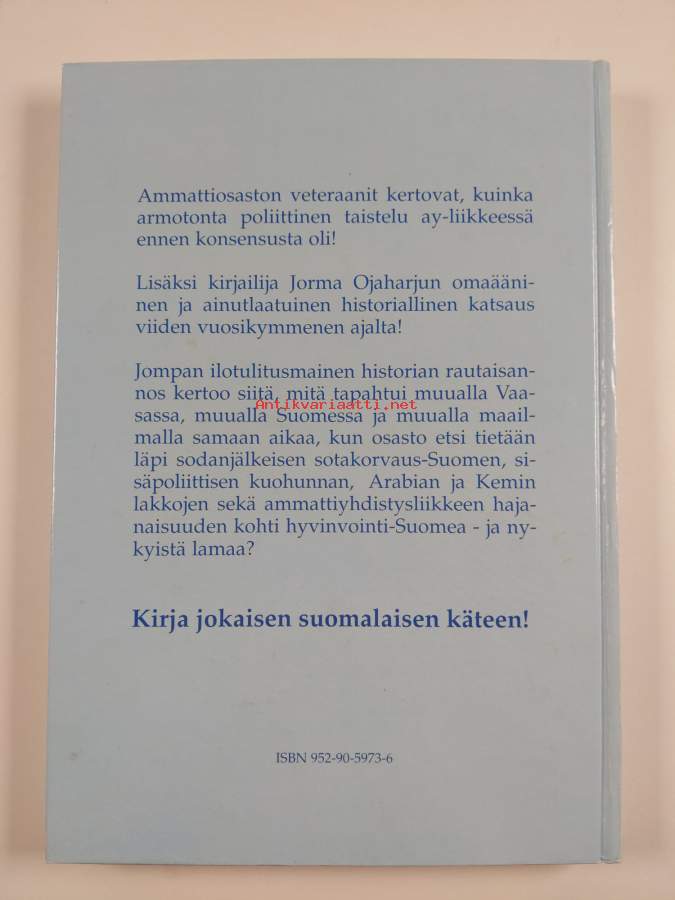 Ammattiosaston veteraanit kertovat, kuinka
armotonta poliittinen taistelu ay-liikkeessä
ennen konsensusta oli!
Lisäksi kirjailija Jorma Ojaharjun omaääni-
nen ja ainutlaatuinen historiallinen katsaus
viiden vuosikymmenen ajalta!
Jompan ilotulitusmainen historian rautaisan-
nos kertoo siitä, mitä tapahtui muualla Vaa-
Antikvariaatti.net
sassa, muualla Suomessa ja muualla maail-
malla samaan aikaa, kun osasto etsi tietään
läpi sodanjälkeisen sotakorvaus-Suomen, si-
säpoliittisen kuohunnan, Arabian ja Kemin
lakkojen sekä ammattiyhdistysliikkeen haja-
naisuuden kohti hyvinvointi-Suomea - ja ny-
kyistä lamaa?
Kirja jokaisen suomalaisen käteen!
ISBN 952-90-5973-6